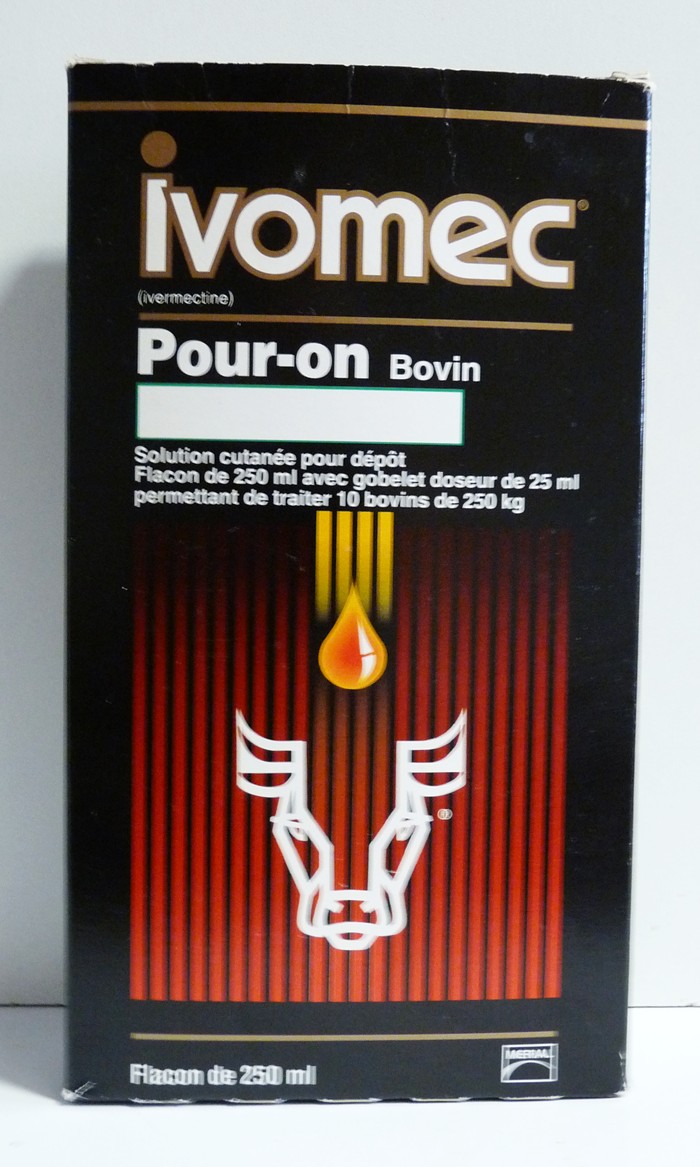 ivomec®
(ivermectine)
Pour-on Bovin
Solution cutanée pour dépôt
Flacon de 250 ml avec gobelet doseur de 25 ml
permettant de traiter 10 bovins de 250 kg
®
Flacon de 250 ml
MERIAL